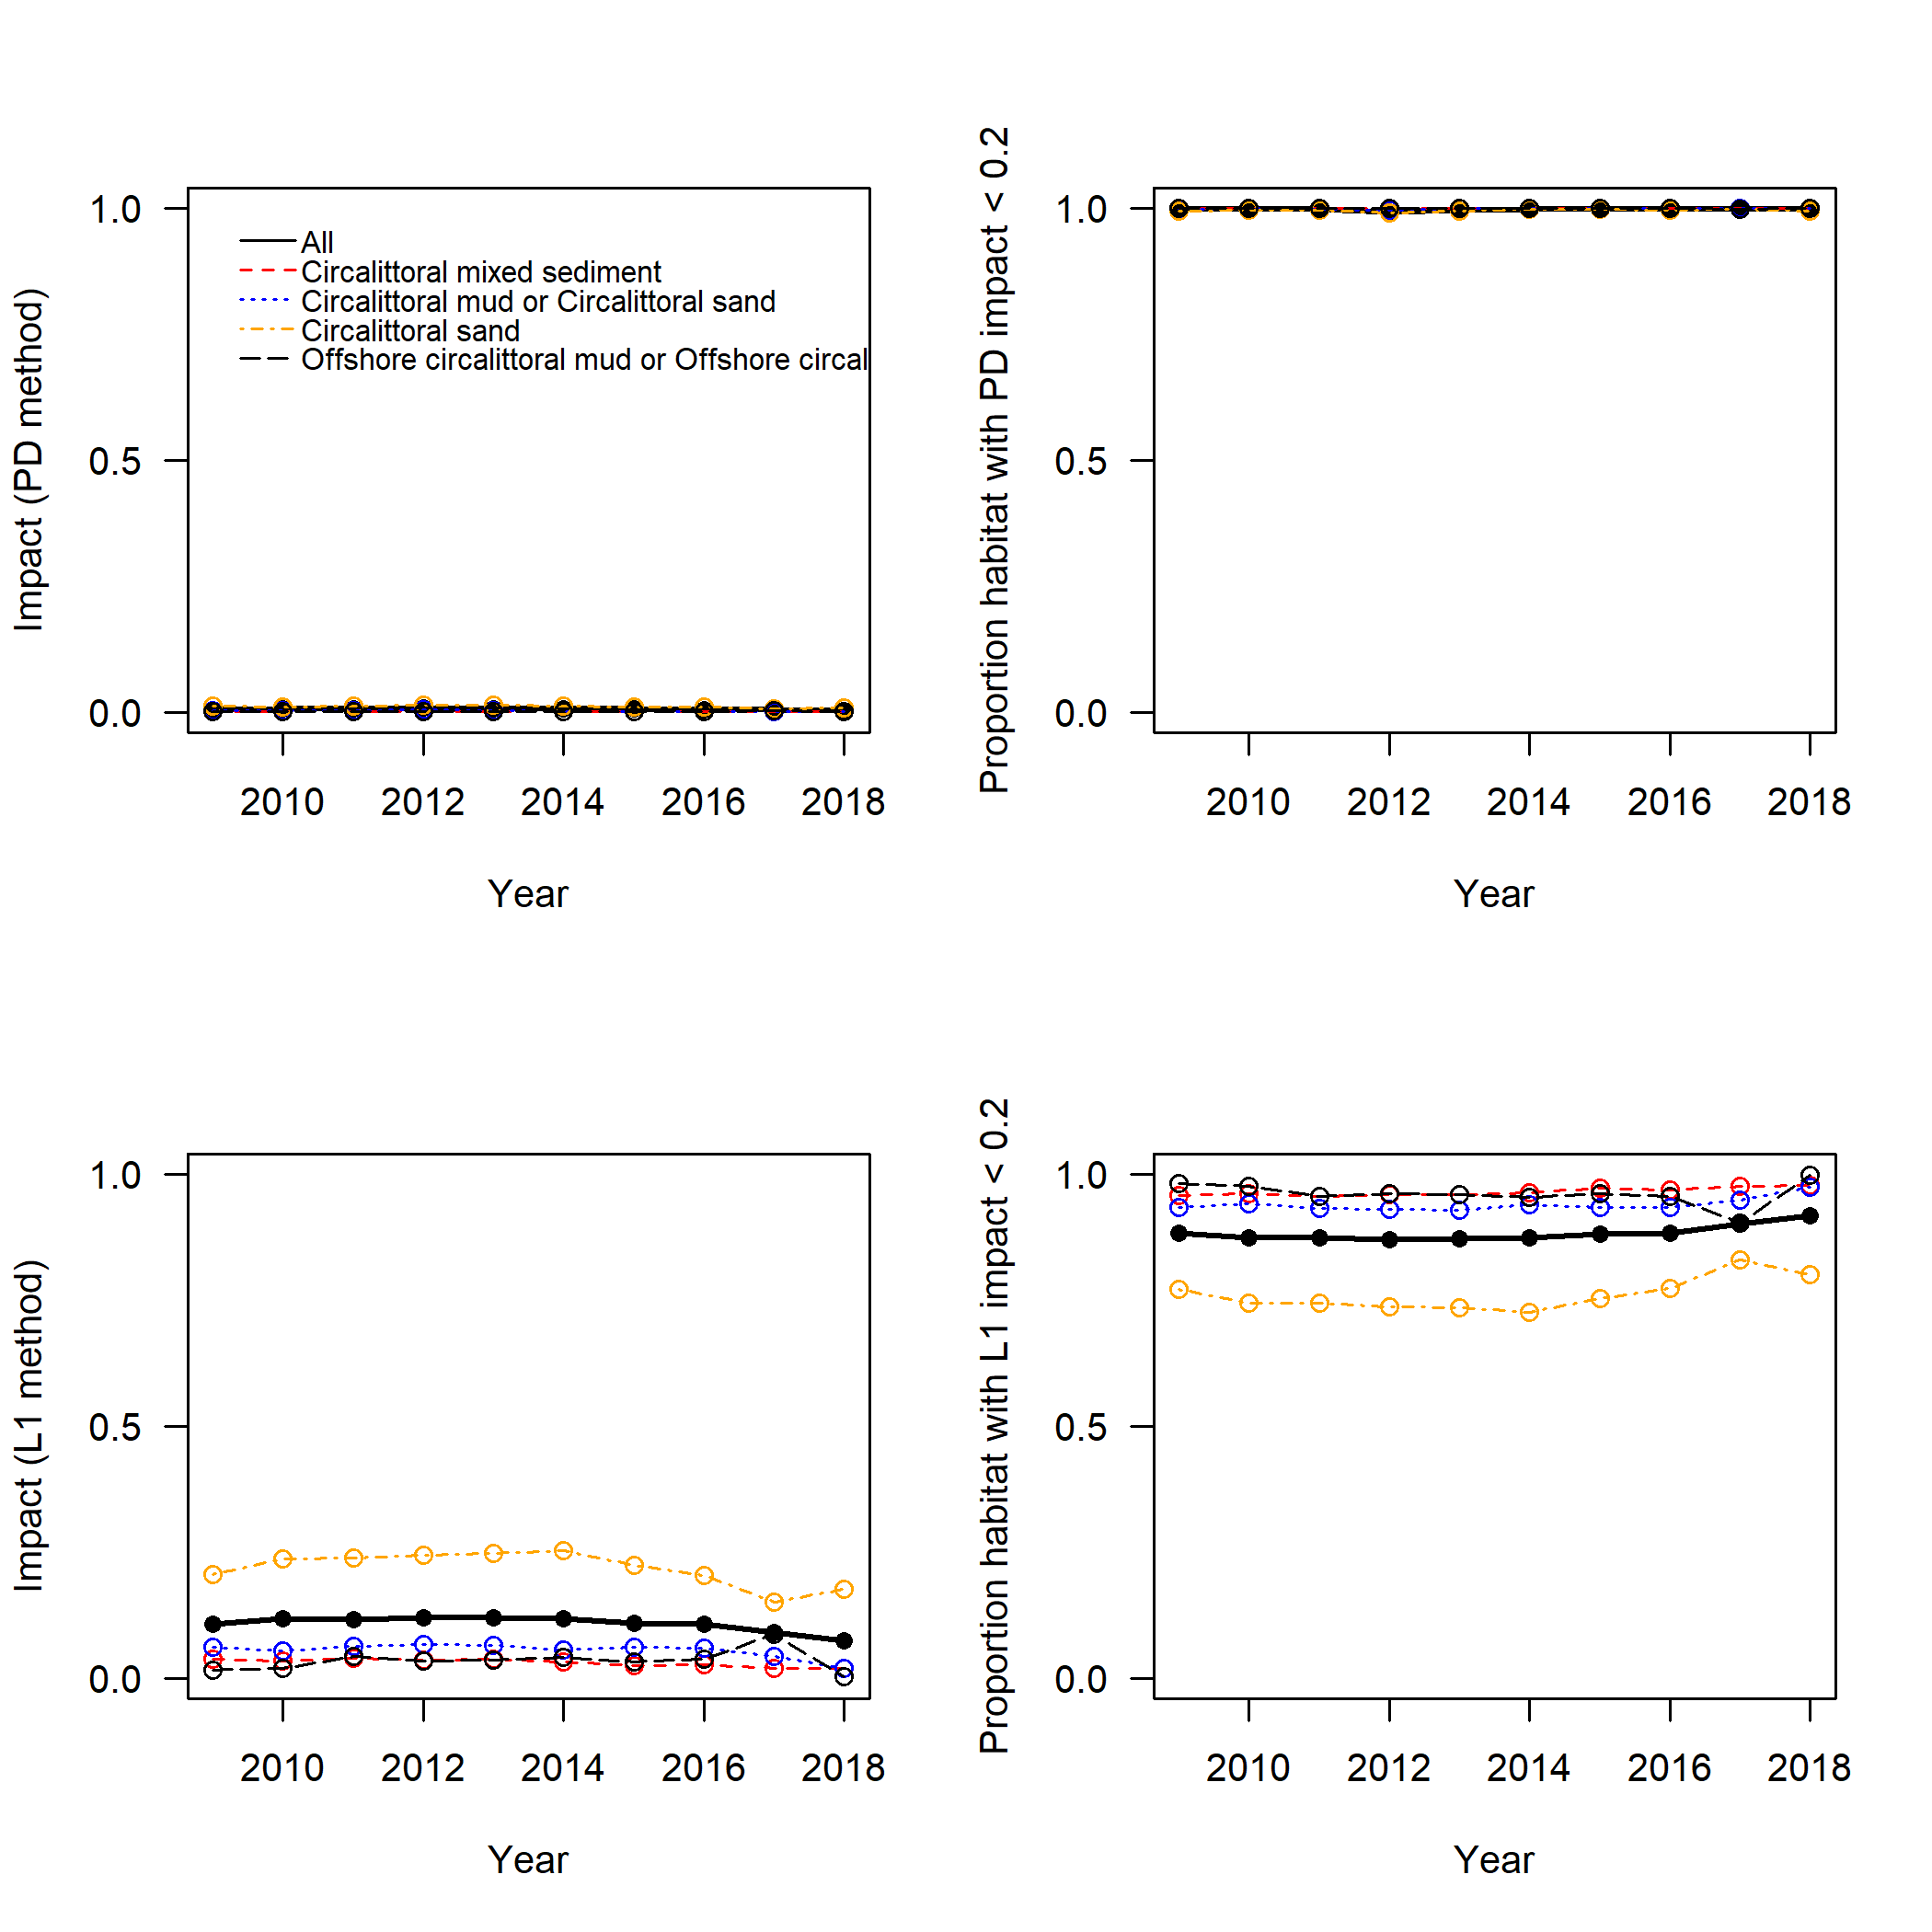 Impact (PD method)
1.0
0.5
0.0
All
Circalittoral mixed sediment
Circalittoral mud or Circalittoral sand
Circalittoral sand
Offshore circalittoral mud or Offshore circal
2010 2012 2014 2016 2018
Year
Proportion habitat with PD impact < 0.2
1.0
0.5
0.0
2010 2012 2014 2016 2018
Year
Impact (L1 method)
1.0
0.5
0.0
2010 2012 2014 2016 2018
Year
Proportion habitat with L1 impact < 0.2
1.0
0.5
0.0
2010 2012 2014 2016 2018
Year